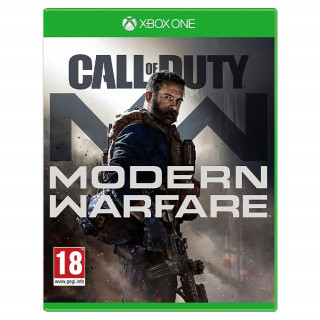 XBOX ONE
CALL OF DUTY
MW
MODERN
WARFARE
18
www.pegi.info